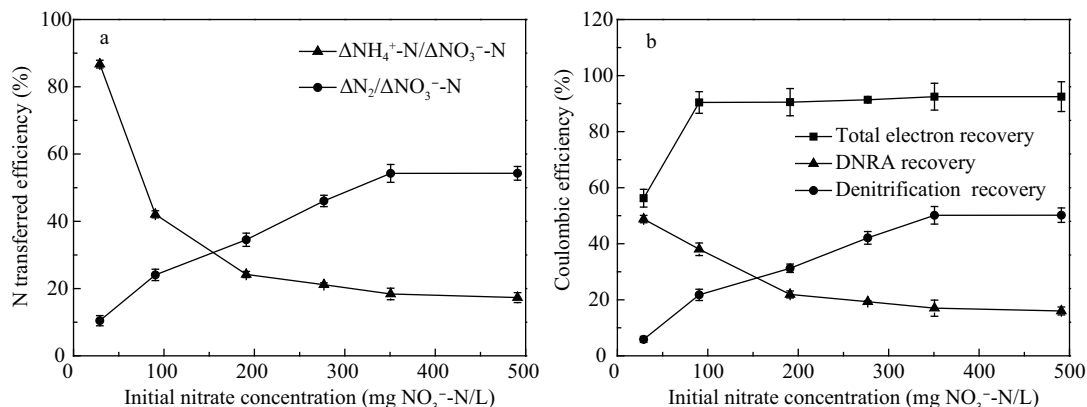 a
ΔNH₄⁺-N/ΔNO₃⁻-N
ΔN₂/ΔNO₃⁻-N
100
80
60
40
20
0
N transferred efficiency (%)
0 100 200 300 400 500
Initial nitrate concentration (mg NO₃⁻-N/L)
b
Total electron recovery
DNRA recovery
Denitrification recovery
120
100
80
60
40
20
0
Coulombic efficiency (%)
0 100 200 300 400 500
Initial nitrate concentration (mg NO₃⁻-N/L)